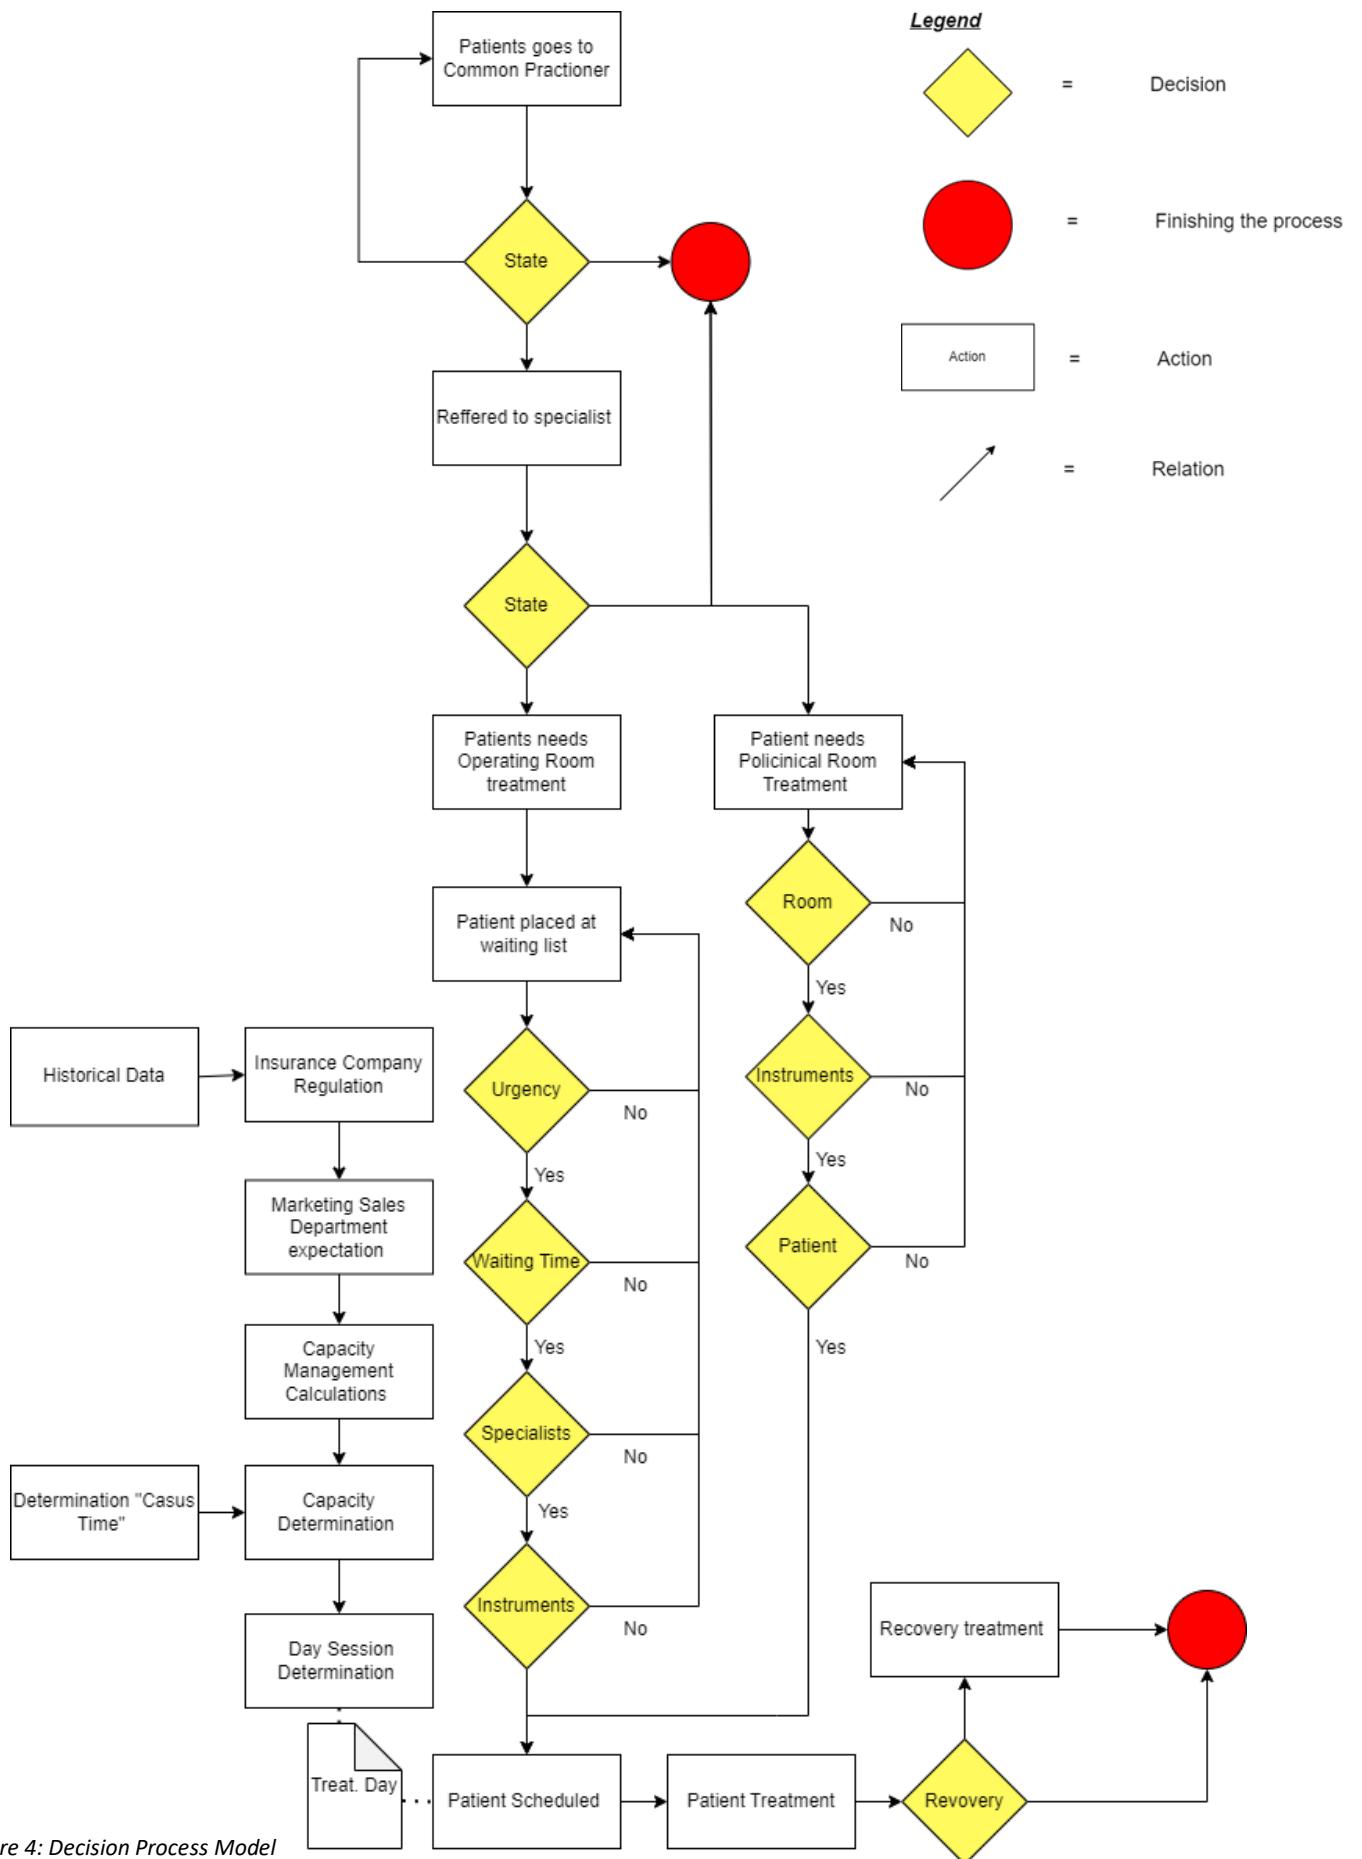 Legend
Patients goes to
Common Practioner
=
Decision
State
=
Finishing the process
Action
=
Action
Reffered to specialist
=
Relation
State
Patients needs
Operating Room
treatment
Patient needs
Policinical Room
Treatment
Room
No
Yes
Patient placed at
waiting list
Historical Data
Insurance Company
Regulation
Urgency
No
Yes
Instruments
No
Yes
Marketing Sales
Department
expectation
Waiting Time
No
Yes
Patient
No
Yes
Capacity
Management
Calculations
Specialists
No
Yes
Determination "Casus
Time"
Capacity
Determination
Instruments
No
Day Session
Determination
Recovery treatment
Treat. Day
Patient Scheduled
Patient Treatment
Revovery
re 4: Decision Process Model